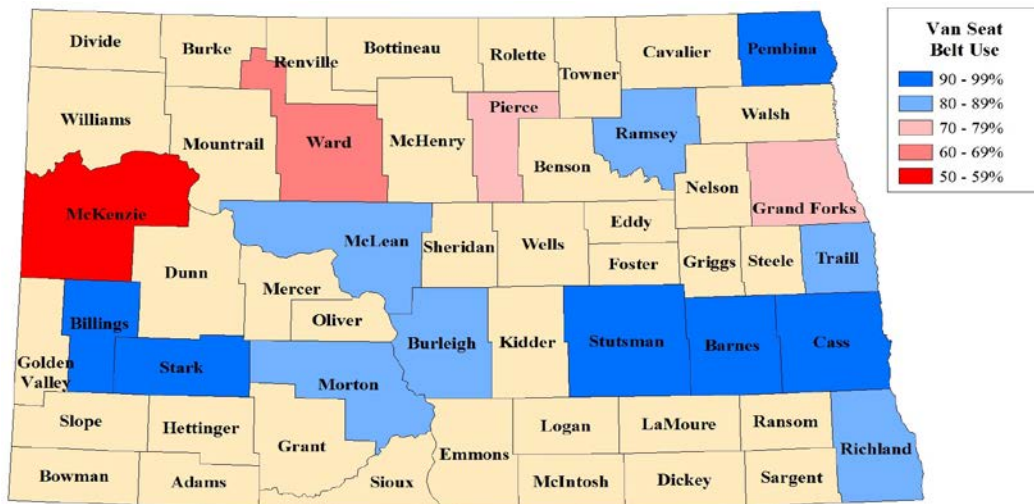 Divide
Burke
Renville
Bottineau
Rolette
Towner
Cavalier
Pembina
Williams
Mountrail
Ward
McHenry
Pierce
Benson
Ramsey
Walsh
Nelson
Grand Forks
McKenzie
Dunn
McLean
Mercer
Oliver
Sheridan
Wells
Eddy
Foster
Griggs
Steele
Traill
Billings
Golden
Valley
Stark
Morton
Burleigh
Kidder
Stutsman
Barnes
Cass
Slope
Hettinger
Grant
Bowman
Adams
Sioux
Emmons
Logan
McIntosh
LaMoure
Dickey
Ransom
Sargent
Richland
Van Seat
Belt Use
90 - 99%
80 - 89%
70 - 79%
60 - 69%
50 - 59%